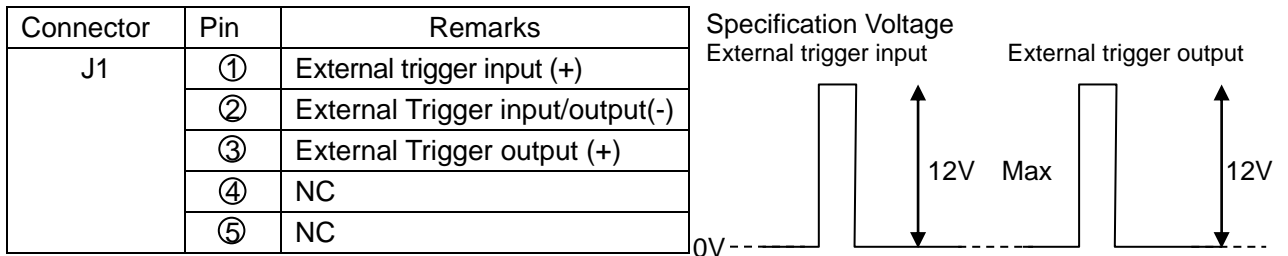 Connector Pin Remarks
J1 ① External trigger input (+)
② External Trigger input/output(-)
③ External Trigger output (+)
④ NC
⑤ NC
Specification Voltage
External trigger input External trigger output
12V Max 12V
0V